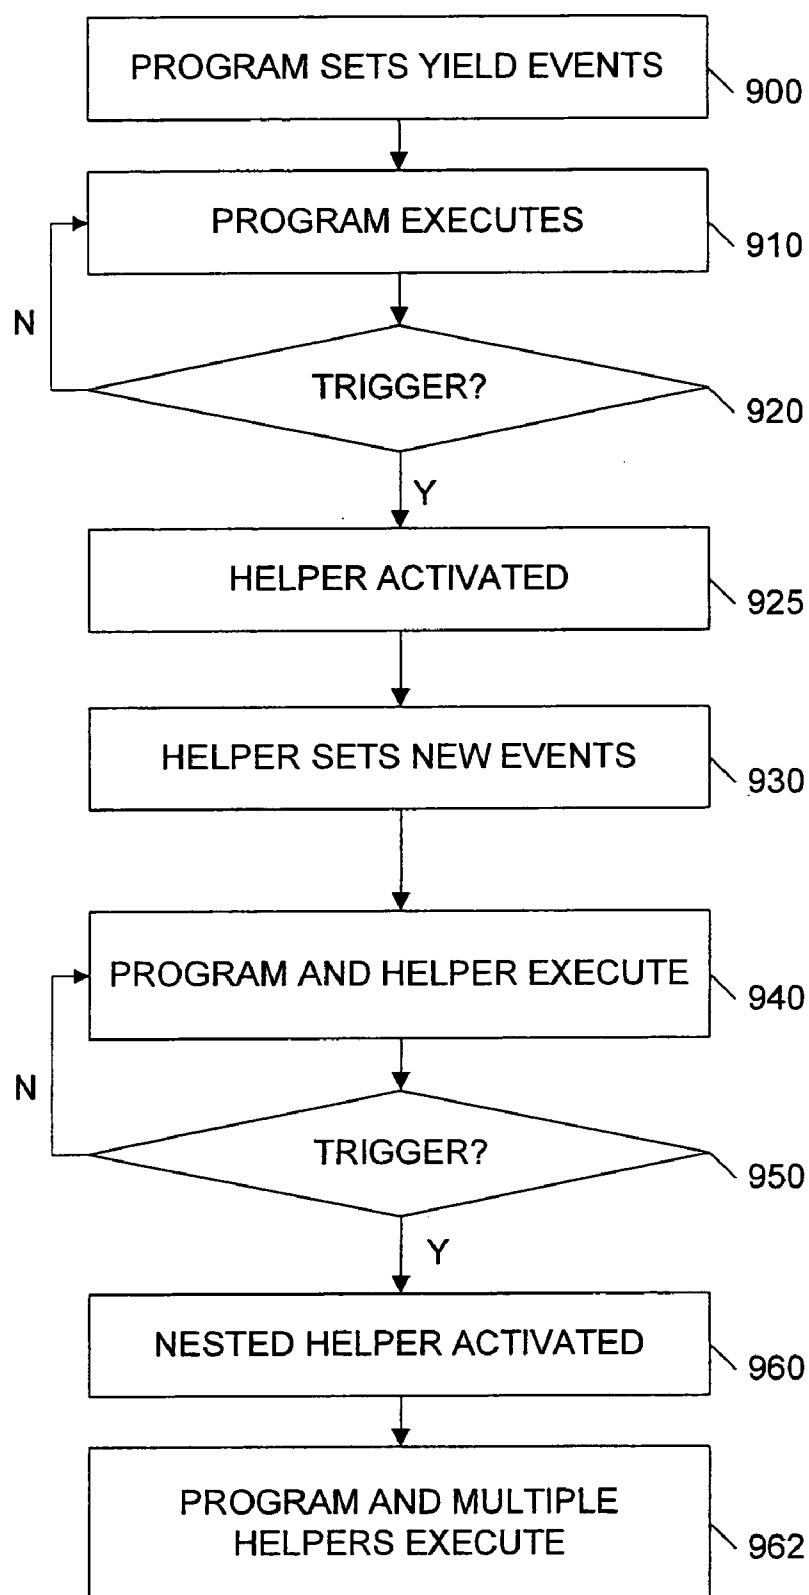 PROGRAM SETS YIELD EVENTS
900
PROGRAM EXECUTES
910
N
TRIGGER?
920
Y
HELPER ACTIVATED
925
HELPER SETS NEW EVENTS
930
PROGRAM AND HELPER EXECUTE
940
N
TRIGGER?
950
Y
NESTED HELPER ACTIVATED
960
PROGRAM AND MULTIPLE
HELPERS EXECUTE
962